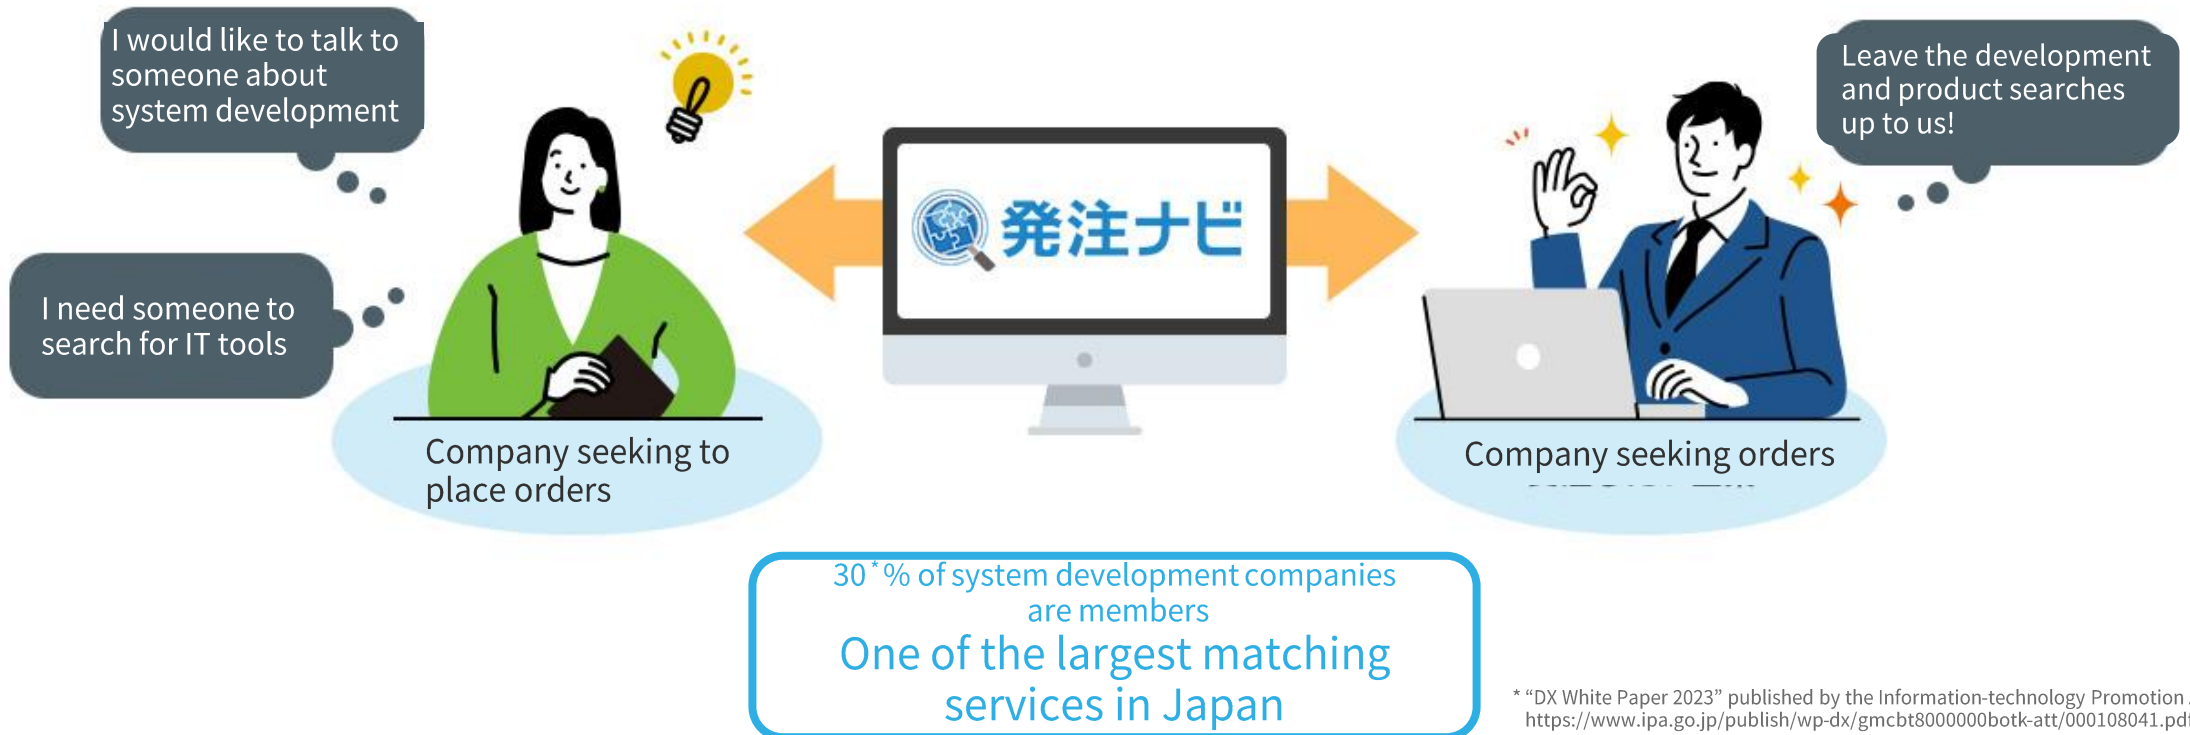 I would like to talk to
someone about
system development
I need someone to
search for IT tools
発注ナビ
Leave the development
and product searches
up to us!
Company seeking to
place orders
Company seeking orders
30*% of system development companies
are members
One of the largest matching
services in Japan
* “DX White Paper 2023” published by the Information-technology Promotion
https://www.ipa.go.jp/publish/wp-dx/gmcbt8000000botk-att/000108041.pdf